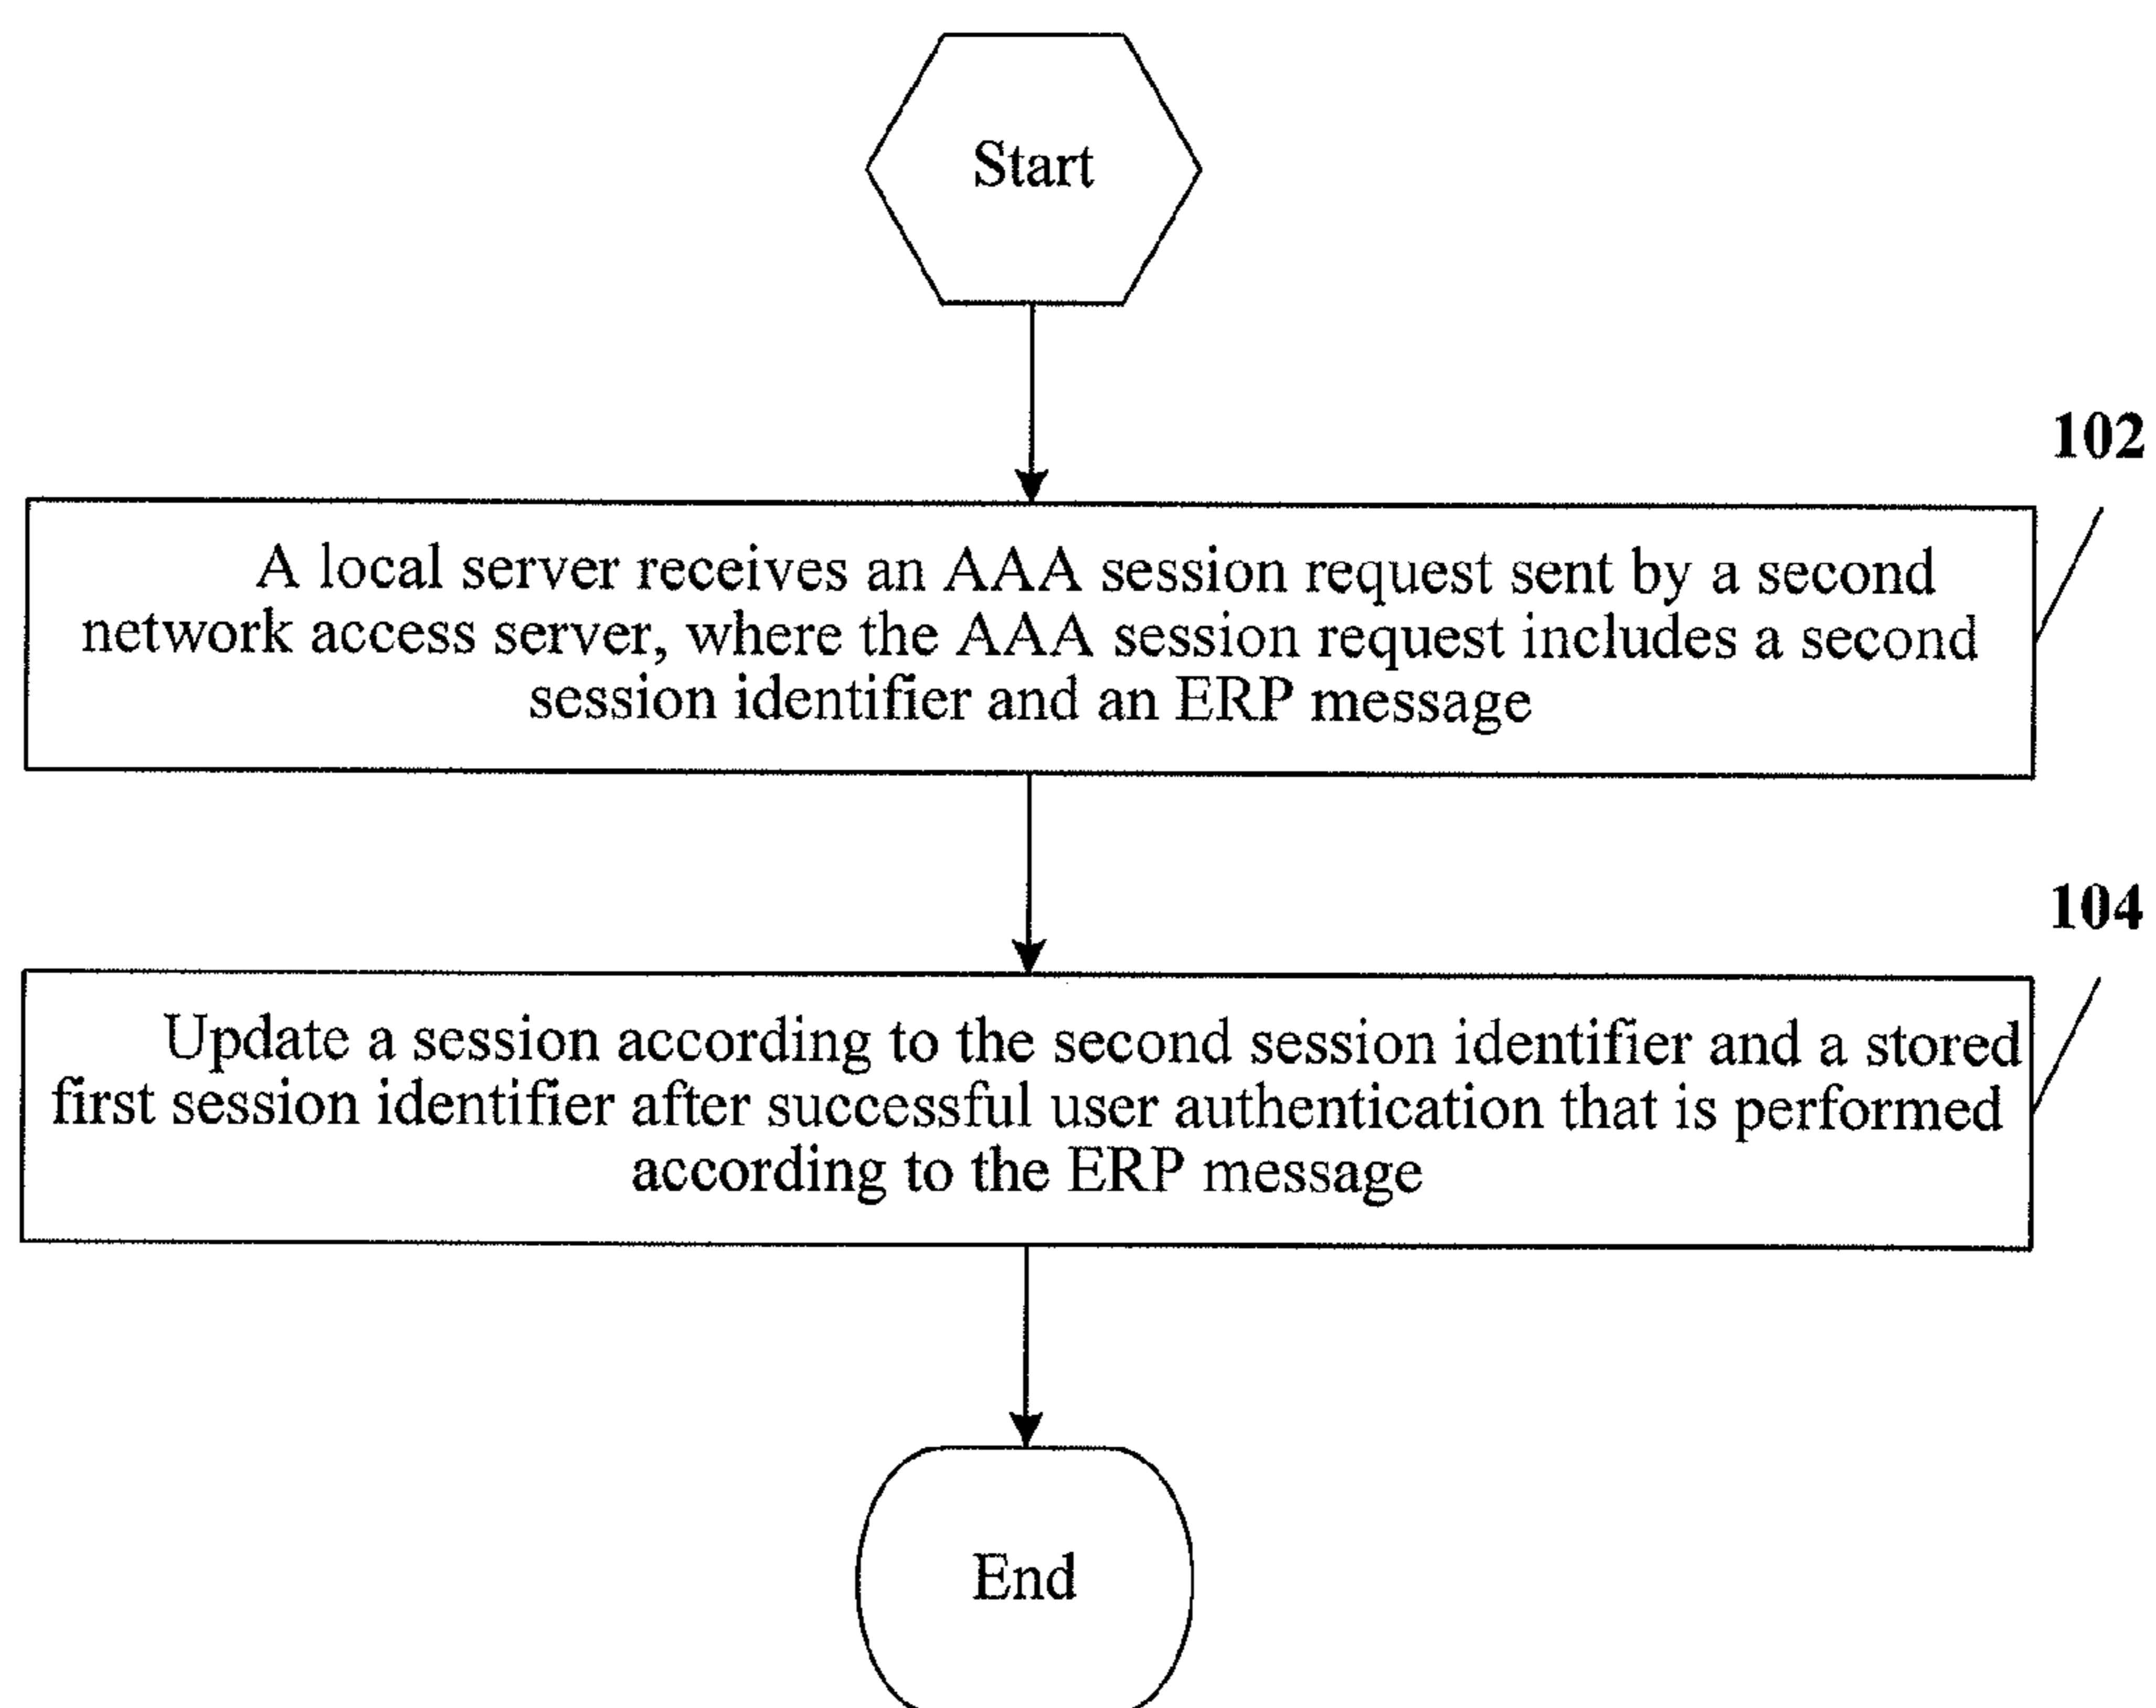 Start
102
A local server receives an AAA session request sent by a second
network access server, where the AAA session request includes a second
session identifier and an ERP message
104
Update a session according to the second session identifier and a stored
first session identifier after successful user authentication that is performed
according to the ERP message
End